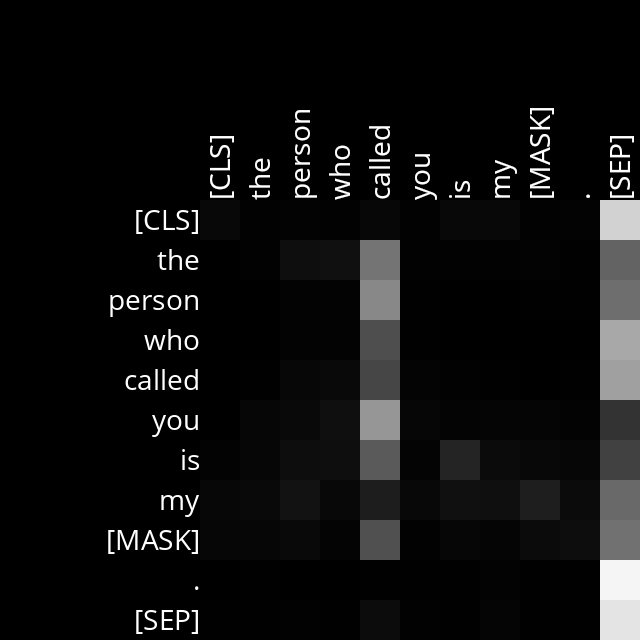 [CLS] the person who called you is my [MASK] . [SEP]
[CLS]
the
person
who
called
you
is
my
[MASK]
.
[SEP]